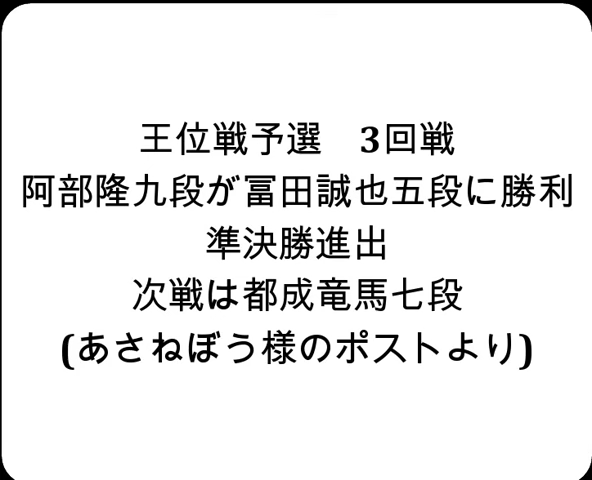 王位戦予選　3回戦
阿部隆九段が冨田誠也五段に勝利
準決勝進出
次戦は都成竜馬七段
(あさねぼう様のポストより)